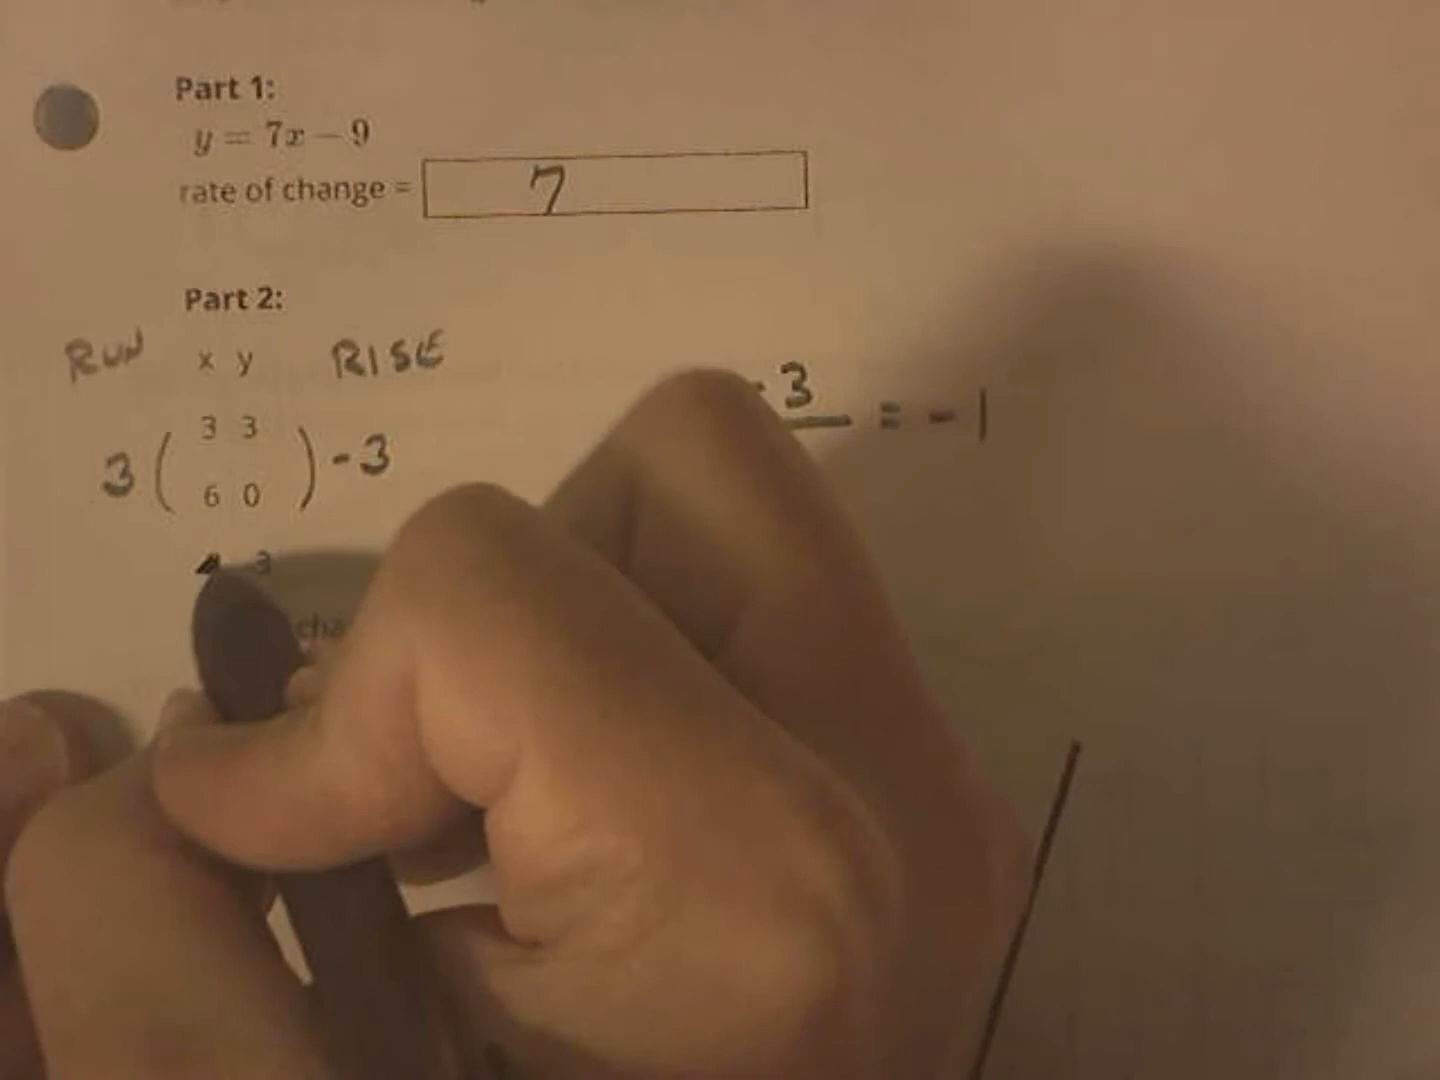 Part 1:
y = 7x - 9
rate of change = 7
Part 2:
RUN x y RISE
-3 = -1
3 3
3 ( ) -3
6 0